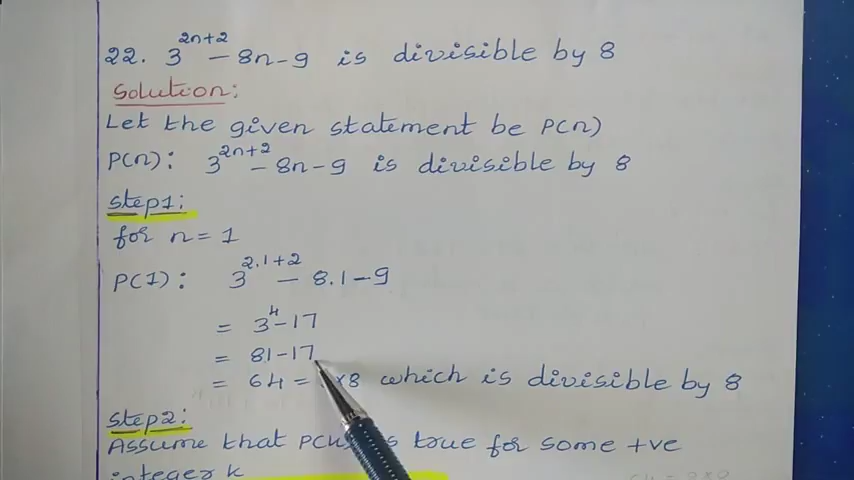 22. 3^{2n+2} - 8n - 9 is divisible by 8
Solution:
Let the given statement be P(n)
P(n): 3^{2n+2} - 8n - 9 is divisible by 8
Step1:
for n = 1
P(1): 3^{2.1+2} - 8.1 - 9
= 3^4 - 17
= 81 - 17
= 64 = ×8 which is divisible by 8
Step2:
Assume that P(k) is true for some +ve
integer k